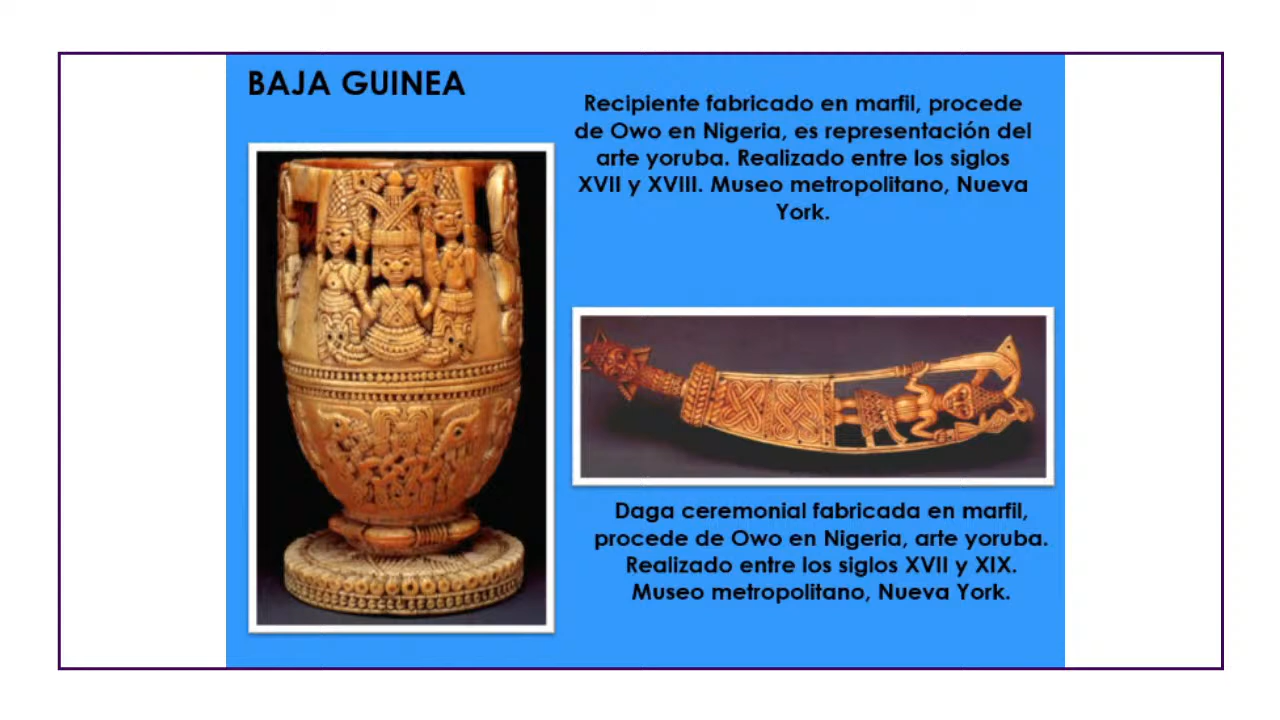 BAJA GUINEA
Recipiente fabricado en marfil, procede
de Owo en Nigeria, es representación del
arte yoruba. Realizado entre los siglos
XVII y XVIII. Museo metropolitano, Nueva
York.
Daga ceremonial fabricada en marfil,
procede de Owo en Nigeria, arte yoruba.
Realizado entre los siglos XVII y XIX.
Museo metropolitano, Nueva York.